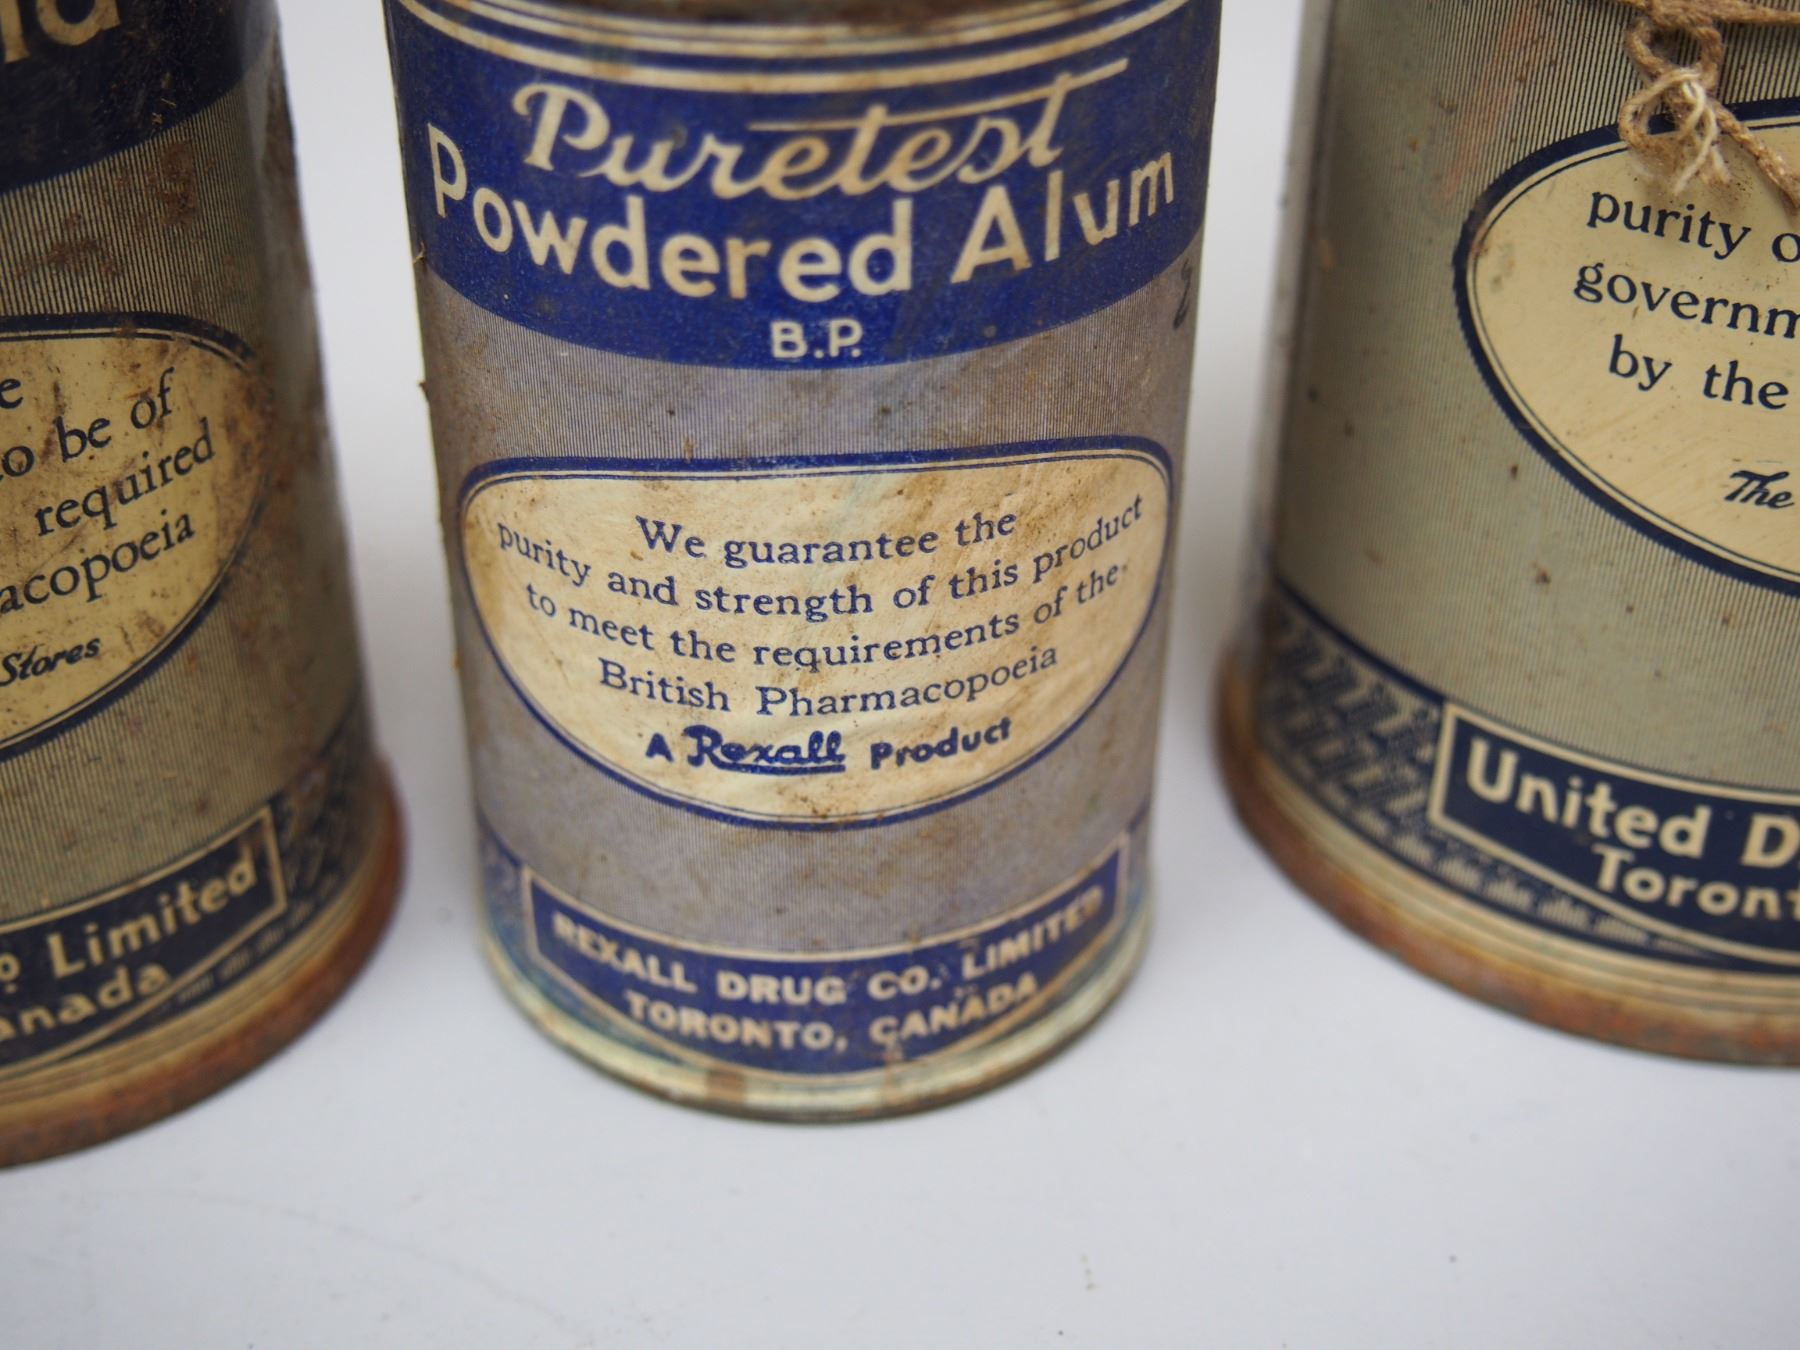 e
to be of
required
acopoeia
Stores
Limited
anada
Puretest
Powdered Alum
B.P.
We guarantee the
purity and strength of this product
to meet the requirements of the
British Pharmacopoeia
A Rexall Product
REXALL DRUG CO. LIMITED
TORONTO, CANADA
purity o
governm
by the
The
United D
Toront